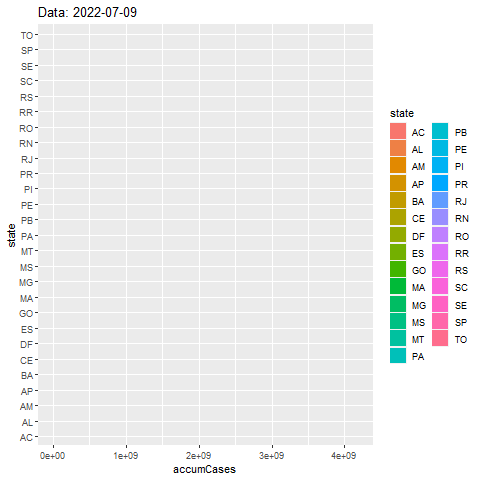 Data: 2022-07-09
TO
SP
SE
SC
RS
RR
RO
RN
RJ
PR
PI
PE
PB
PA
MT
MS
MG
MA
GO
ES
DF
CE
BA
AP
AM
AL
AC
state
0e+00 1e+09 2e+09 3e+09 4e+09
accumCases
state
AC PB
AL PE
AM PI
AP PR
BA RJ
CE RN
DF RO
ES RR
GO RS
MA SC
MG SE
MS SP
MT TO
PA